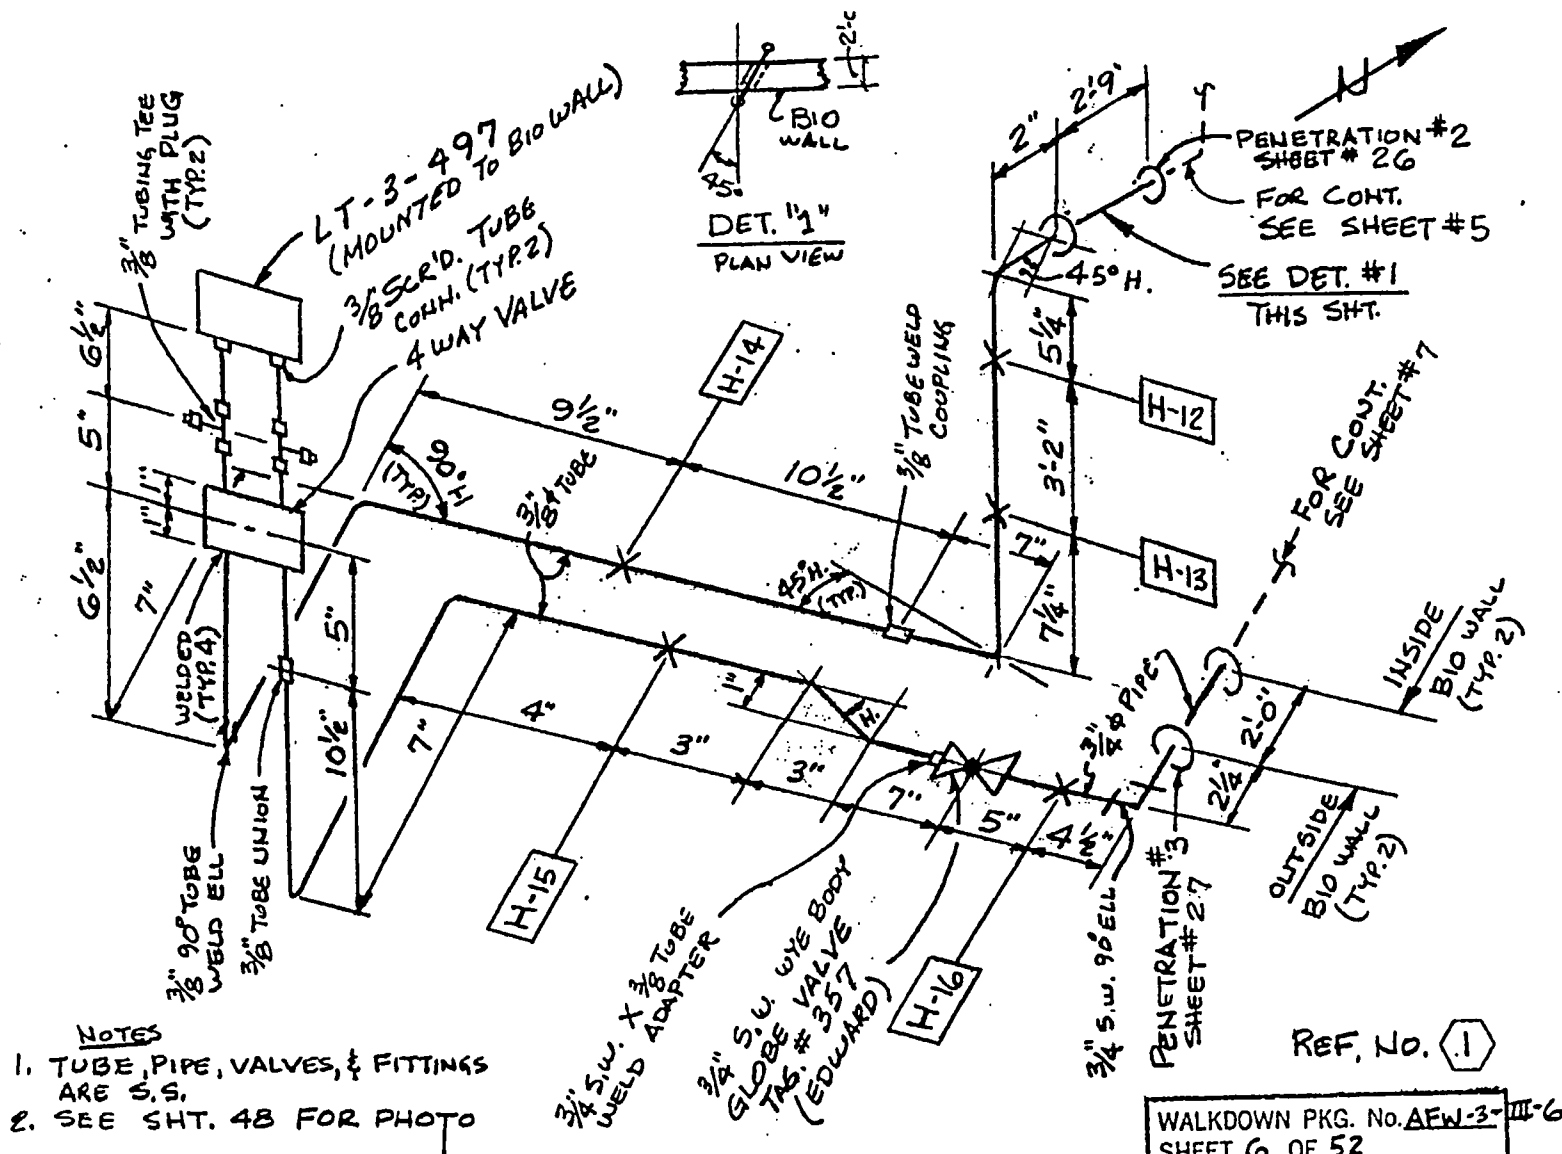 2'-0"
BIO
WALL
45°
DET. "1"
PLAN VIEW
N
2"
2'-9"
PENETRATION #2
SHEET # 26
FOR CONT.
SEE SHEET #5
SEE DET. #1
THIS SHT.
45° H.
3/8" TUBING TEE
WITH PLUG
(TYP. 2)
LT-3-497
(MOUNTED TO BIO WALL)
3/8" SCR'D. TUBE
CONN. (TYP. 2)
4 WAY VALVE
6 1/2"
5"
1"
1"
6 1/2"
7"
9 1/2"
90° H
(TYP.)
3/8" ⌀ TUBE
H-14
10 1/2"
3/8" TUBE WELD
COUPLING
5 1/4"
H-12
3'-2"
H-13
7"
7 1/4"
45° H.
(TYP.)
FOR CONT.
SEE SHEET #7
WELDED
(TYP. 4)
5"
10 1/2"
7"
4"
3"
3"
7"
5"
4 1/2"
1"
H.
3/4" ⌀ PIPE
2'-0"
2 1/4"
INSIDE
BIO WALL
(TYP. 2)
OUTSIDE
BIO WALL
(TYP. 2)
3/8" 90° TUBE
WELD ELL
3/8" TUBE UNION
H-15
3/4" S.W. X 3/8 TUBE
WELD ADAPTER
3/4" S.W. WYE BODY
GLOBE VALVE
TAG. # 357
(EDWARD)
H-16
3/4" S.W. 90° ELL
PENETRATION # 3
SHEET # 27
NOTES
1. TUBE, PIPE, VALVES, & FITTINGS
ARE S.S.
2. SEE SHT. 48 FOR PHOTO
REF. NO. 1
WALKDOWN PKG. No. AFW-3-III-6
SHEET 6 OF 52